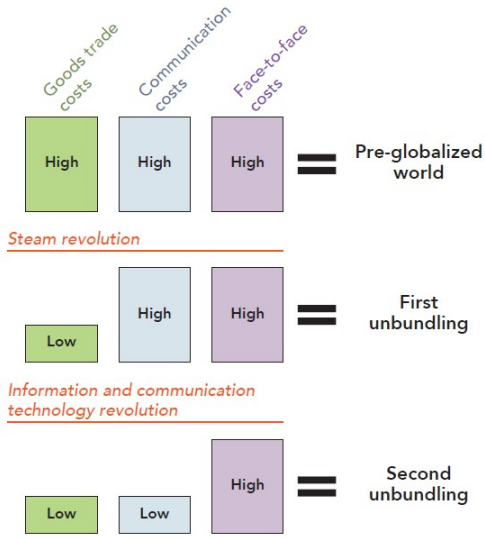 Goods trade
costs
Communication
costs
Face-to-face
costs
High
High
High
=
Pre-globalized
world
Steam revolution
Low
High
High
=
First
unbundling
Information and communication
technology revolution
Low
Low
High
=
Second
unbundling